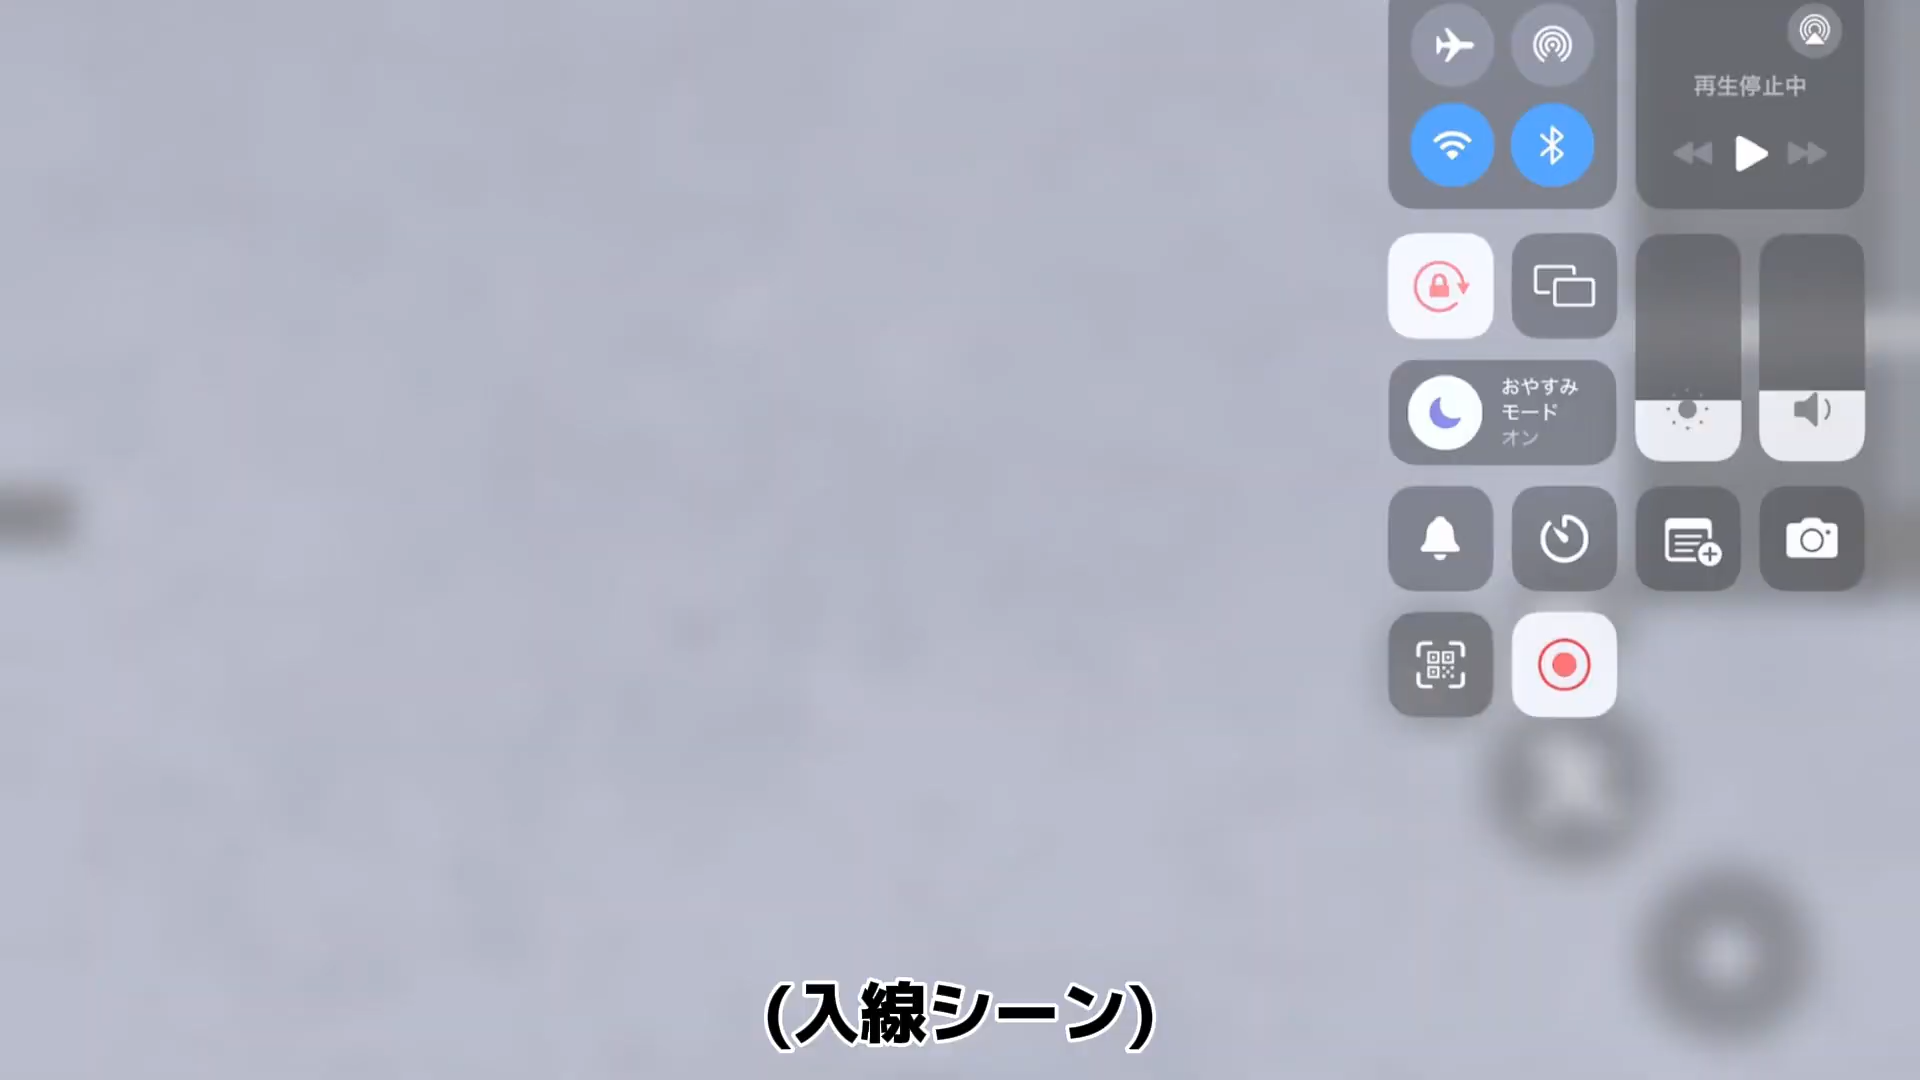 再生停止中
おやすみ
モード
オン
(入線シーン)